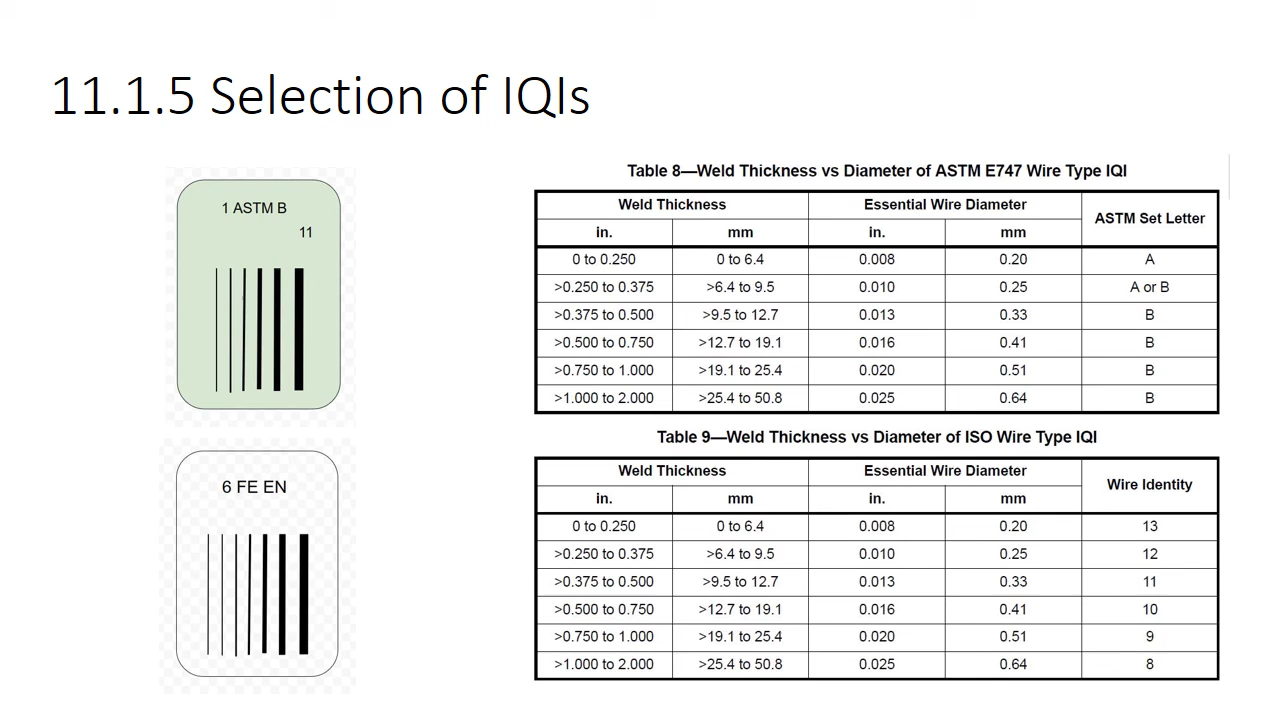 11.1.5 Selection of IQIs
1 ASTM B
11
6 FE EN
Table 8—Weld Thickness vs Diameter of ASTM E747 Wire Type IQI
Weld Thickness Essential Wire Diameter ASTM Set Letter
in. mm in. mm
0 to 0.250 0 to 6.4 0.008 0.20 A
>0.250 to 0.375 >6.4 to 9.5 0.010 0.25 A or B
>0.375 to 0.500 >9.5 to 12.7 0.013 0.33 B
>0.500 to 0.750 >12.7 to 19.1 0.016 0.41 B
>0.750 to 1.000 >19.1 to 25.4 0.020 0.51 B
>1.000 to 2.000 >25.4 to 50.8 0.025 0.64 B
Table 9—Weld Thickness vs Diameter of ISO Wire Type IQI
Weld Thickness Essential Wire Diameter Wire Identity
in. mm in. mm
0 to 0.250 0 to 6.4 0.008 0.20 13
>0.250 to 0.375 >6.4 to 9.5 0.010 0.25 12
>0.375 to 0.500 >9.5 to 12.7 0.013 0.33 11
>0.500 to 0.750 >12.7 to 19.1 0.016 0.41 10
>0.750 to 1.000 >19.1 to 25.4 0.020 0.51 9
>1.000 to 2.000 >25.4 to 50.8 0.025 0.64 8